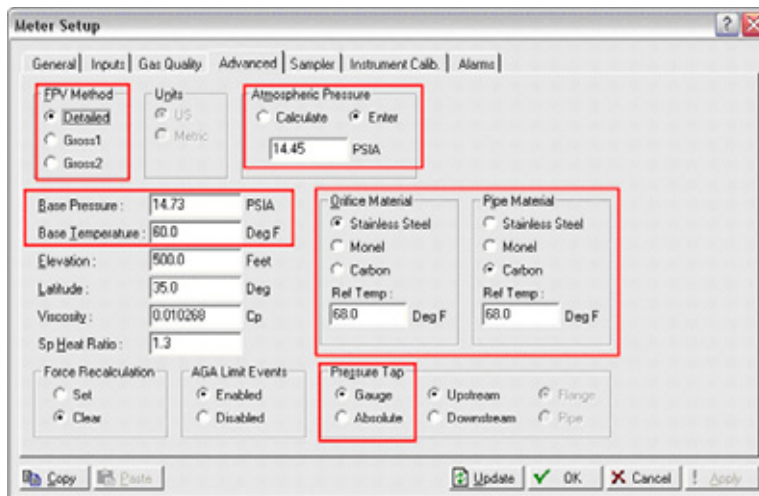 Meter Setup
General Inputs Gas Quality Advanced Sampler Instrument Calib. Alarms
FPV Method
Detailed
Gross1
Gross2
Units
US
Metric
Atmospheric Pressure
Calculate Enter
14.45 PSIA
Base Pressure : 14.73 PSIA
Base Temperature : 60.0 Deg F
Elevation : 500.0 Feet
Latitude : 35.0 Deg
Viscosity : 0.010268 Cp
Sp Heat Ratio : 1.3
Orifice Material
Stainless Steel
Monel
Carbon
Ref Temp :
68.0 Deg F
Pipe Material
Stainless Steel
Monel
Carbon
Ref Temp :
68.0 Deg F
Force Recalculation
Set
Clear
AGA Limit Events
Enabled
Disabled
Pressure Tap
Gauge Upstream Flange
Absolute Downstream Pipe
Copy Paste Update OK Cancel ! Apply